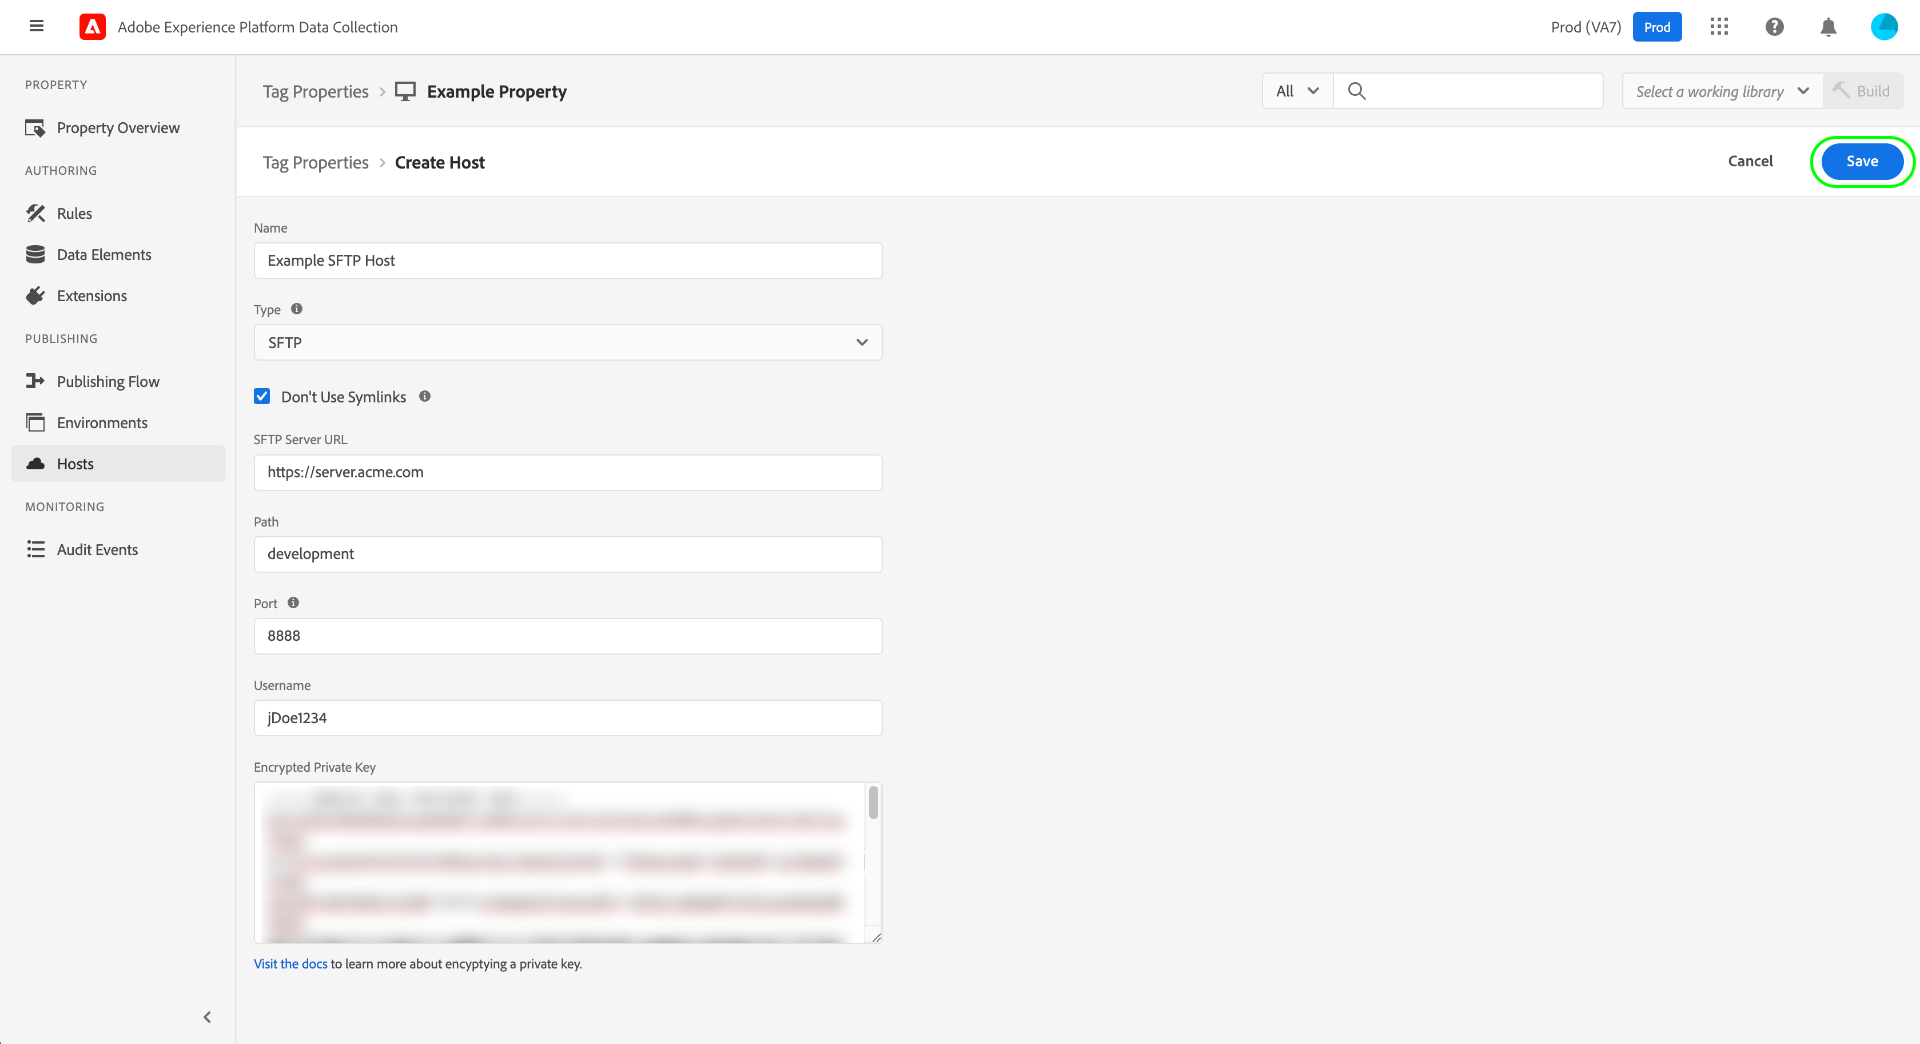 Adobe Experience Platform Data Collection
Prod (VA7)
Prod
PROPERTY
Property Overview
AUTHORING
Rules
Data Elements
Extensions
PUBLISHING
Publishing Flow
Environments
Hosts
MONITORING
Audit Events
Tag Properties > Example Property
All
Select a working library
Build
Tag Properties > Create Host
Cancel
Save
Name
Example SFTP Host
Type
SFTP
Don't Use Symlinks
SFTP Server URL
https://server.acme.com
Path
development
Port
8888
Username
jDoe1234
Encrypted Private Key
Visit the docs to learn more about encyptying a private key.